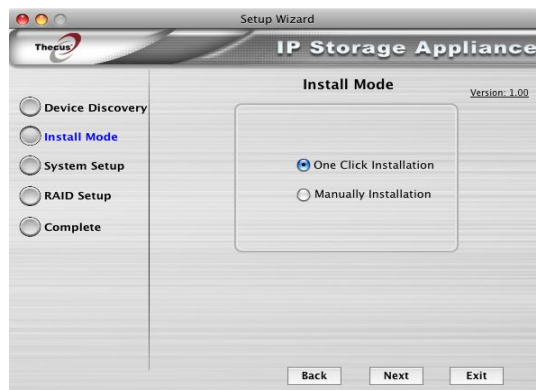 Setup Wizard
Thecus
IP Storage Appliance
Install Mode
Version: 1.00
Device Discovery
Install Mode
System Setup
RAID Setup
Complete
One Click Installation
Manually Installation
Back
Next
Exit